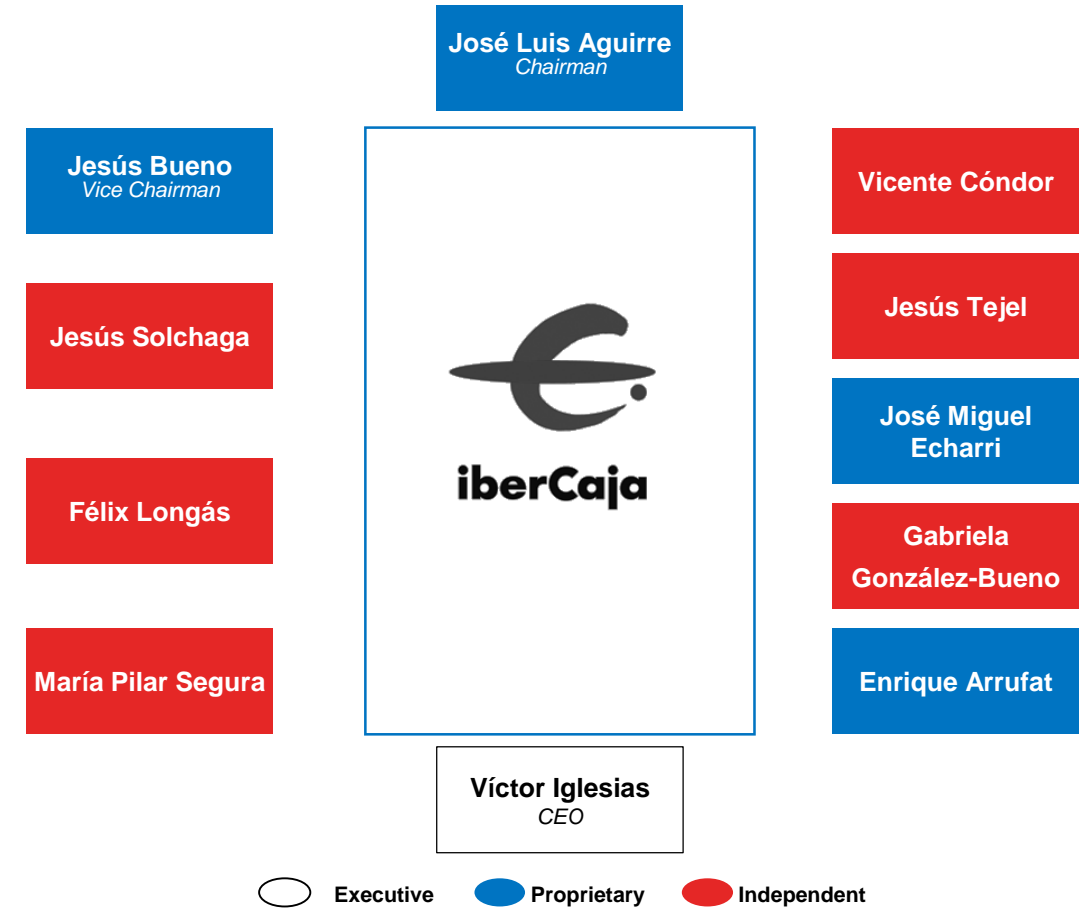 José Luis Aguirre
Chairman
Jesús Bueno
Vice Chairman
Jesús Solchaga
Félix Longás
María Pilar Segura
iberCaja
Vicente Cóndor
Jesús Tejel
José Miguel
Echarri
Gabriela
González-Bueno
Enrique Arrufat
Víctor Iglesias
CEO
Executive
Proprietary
Independent